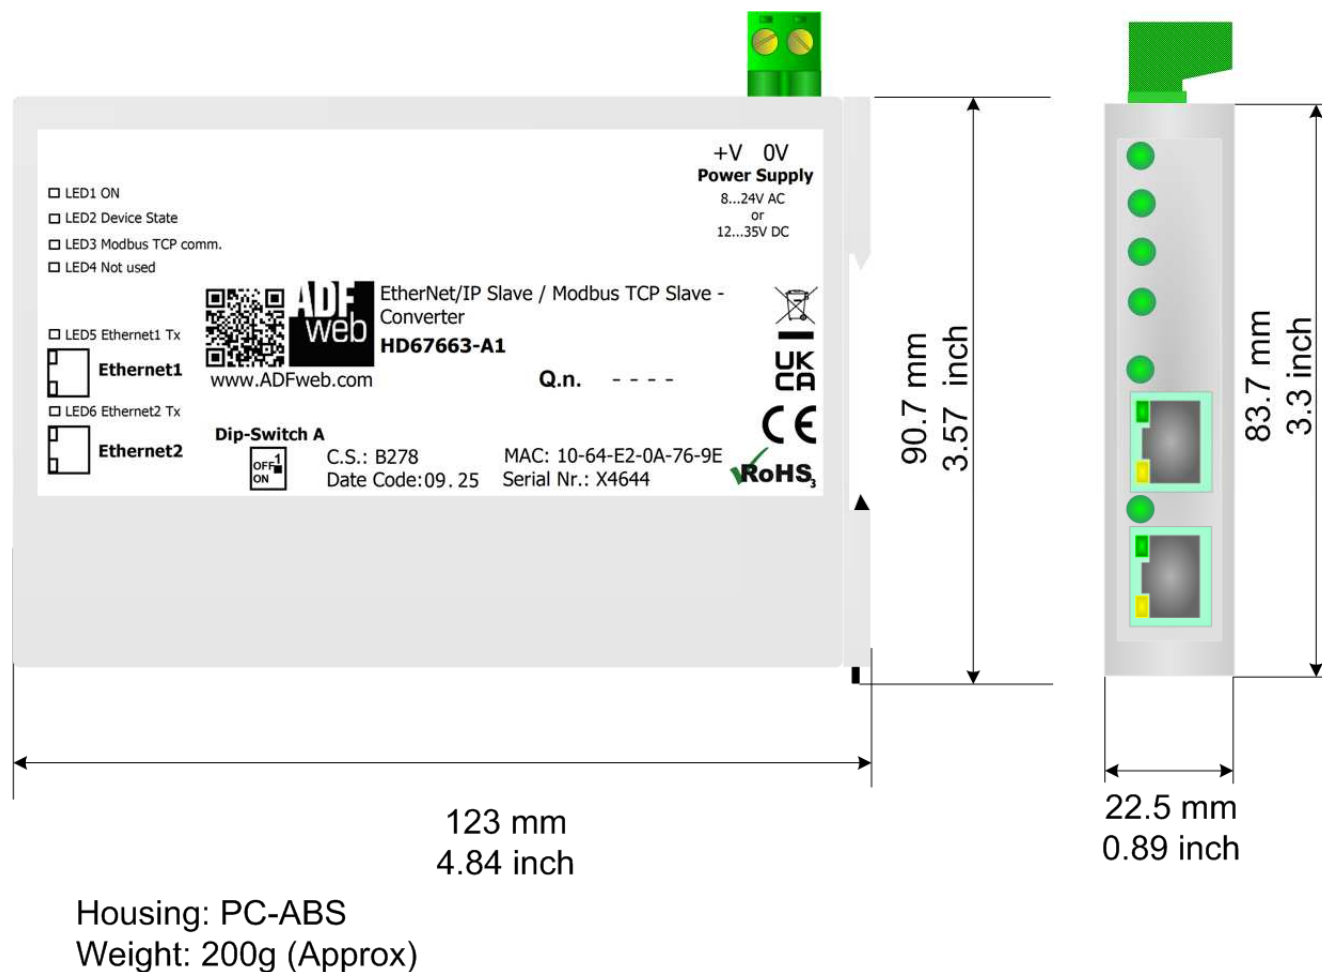 +V 0V
Power Supply
8...24V AC
or
12...35V DC
LED1 ON
LED2 Device State
LED3 Modbus TCP comm.
LED4 Not used
LED5 Ethernet1 Tx
Ethernet1
LED6 Ethernet2 Tx
Ethernet2
ADF
web
www.ADFweb.com
EtherNet/IP Slave / Modbus TCP Slave -
Converter
HD67663-A1
Q.n. - - - -
Dip-Switch A
1
OFF
ON
C.S.: B278
Date Code:09.25
MAC: 10-64-E2-0A-76-9E
Serial Nr.: X4644
UK
CA
CE
RoHS3
90.7 mm
3.57 inch
83.7 mm
3.3 inch
123 mm
4.84 inch
22.5 mm
0.89 inch
Housing: PC-ABS
Weight: 200g (Approx)